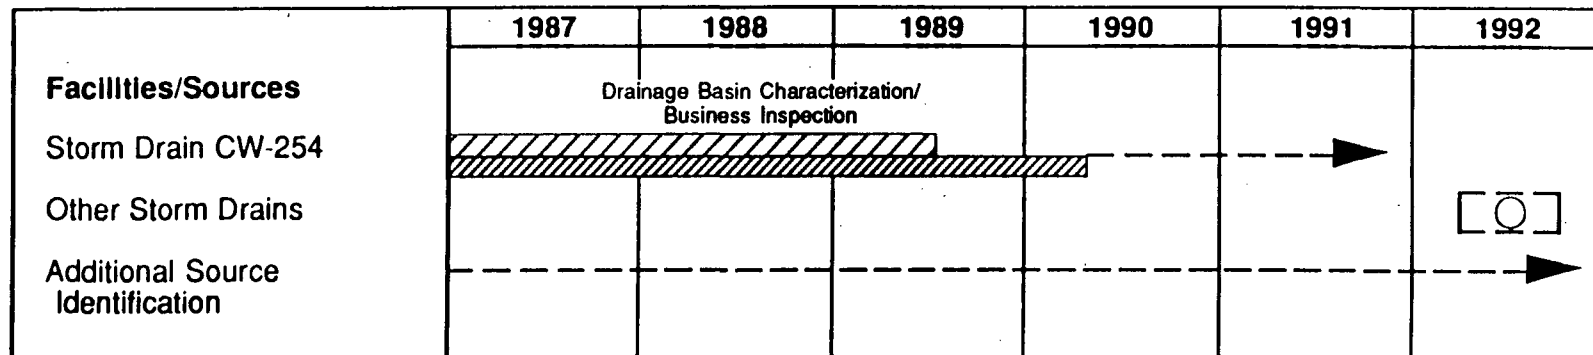 1987 1988 1989 1990 1991 1992
Facilities/Sources
Drainage Basin Characterization/
Business Inspection
Storm Drain CW-254
Other Storm Drains
Additional Source
Identification